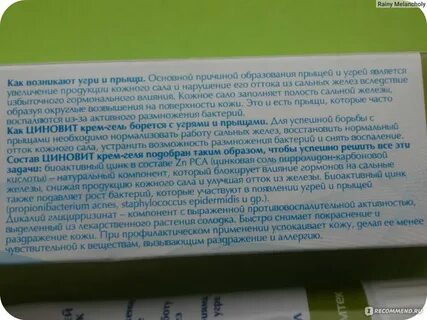 Rainy Melancholy
Как возникают угри и прыщи. Основной причиной образования прыщей и угрей является
увеличение продукции кожного сала и нарушение его оттока из сальных желез вследствие
избыточного гормонального влияния. Кожное сало заполняет полость сальной железы,
образуя округлые возвышения на поверхности кожи. Это и есть прыщи, которые часто
воспаляются из-за активного размножения бактерий.
Как ЦИНОВИТ крем-гель борется с угрями и прыщами. Для успешной борьбы с
прыщами необходимо нормализовать работу сальных желез, восстановить нормальный
отток кожного сала, устранить возможность размножения бактерий и снять воспаление.
Состав ЦИНОВИТ крем-геля подобран таким образом, чтобы успешно решить все эти
задачи: биоактивный цинк в составе Zn PCA (цинковая соль пирролидон-карбоновой
кислоты) – натуральный компонент, который блокирует влияние гормонов на сальные
железы, снижая продукцию кожного сала и улучшая отток из железы. Биоактивный цинк
также подавляет рост бактерий, которые участвуют в появлении угрей и прыщей
(propionibacterium acnes, staphylococcus epidermidis и др.).
Дикалий глицирризинат – компонент с выраженной противовоспалительной активностью,
выделенный из лекарственного растения солодка. Быстро снимает покраснение и
раздражение кожи. При профилактическом применении успокаивает кожу, делая ее менее
чувствительной к веществам, вызывающим раздражение и аллергию.
МТЕК
IRECOMMEND.RU